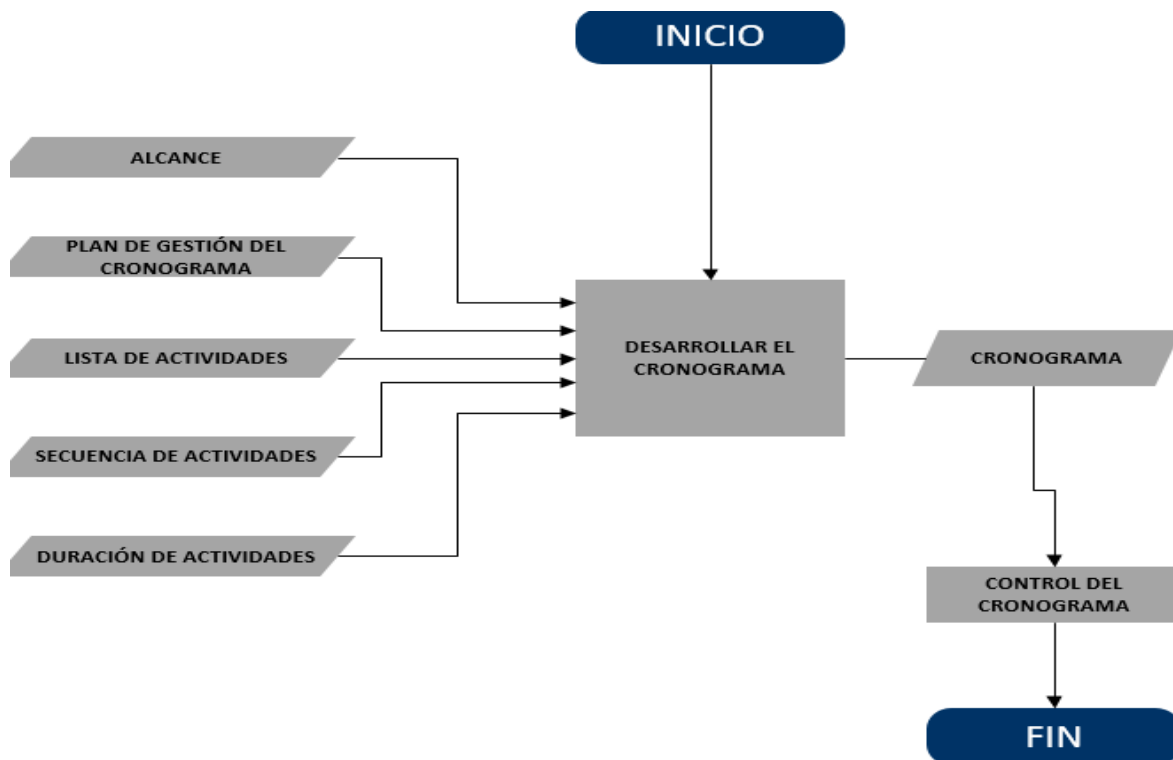 INICIO
ALCANCE
PLAN DE GESTIÓN DEL
CRONOGRAMA
LISTA DE ACTIVIDADES
SECUENCIA DE ACTIVIDADES
DURACIÓN DE ACTIVIDADES
DESARROLLAR EL
CRONOGRAMA
CRONOGRAMA
CONTROL DEL
CRONOGRAMA
FIN